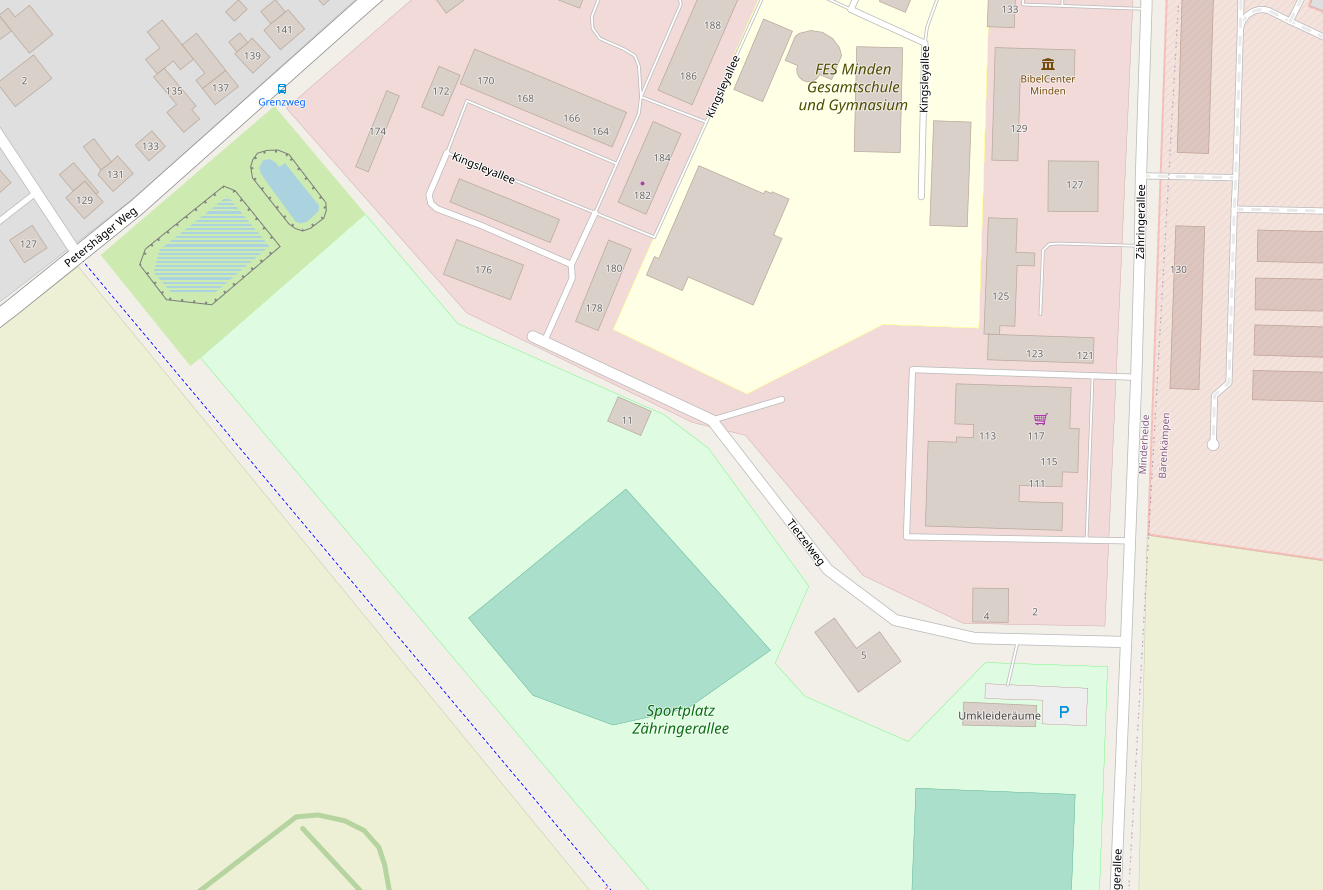 133
188
141
2
139
FES Minden
Gesamtschule
und Gymnasium
BibelCenter
Minden
170
186
172
137
135
168
Kingsleyallee
Kingsleyallee
Grenzweg
166
164
174
129
133
184
Kingsleyallee
131
182
127
129
Zähringerallee
Petershäger Weg
127
180
176
130
125
178
123
121
11
113
117
Minderheide
Bärenkämpen
115
111
Tietzelweg
4
2
5
Sportplatz
Zähringerallee
Umkleideräume
P
gerallee